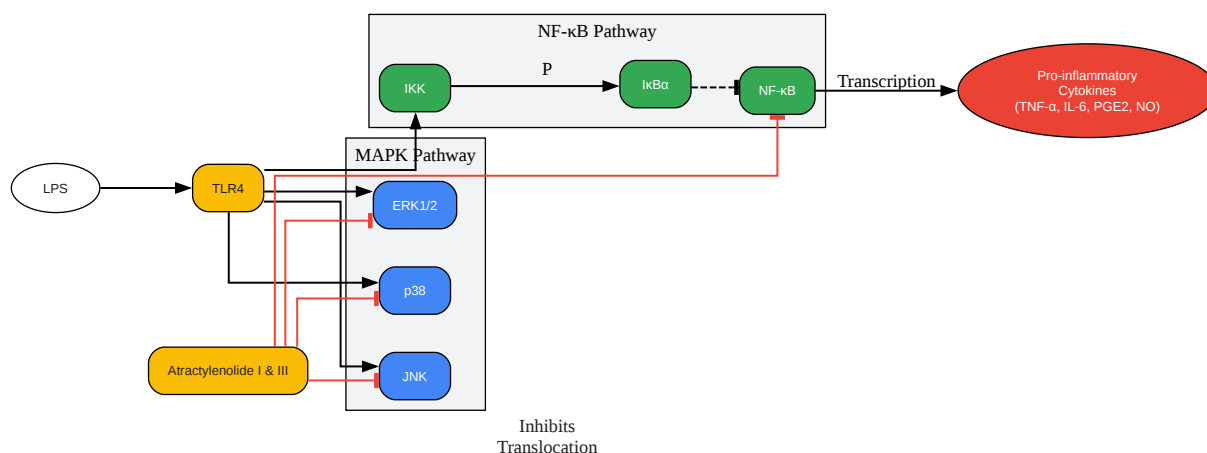 NF-κB Pathway
IKK
P
IκBα
NF-κB
Transcription
Pro-inflammatory
Cytokines
(TNF-α, IL-6, PGE2, NO)
MAPK Pathway
LPS
TLR4
ERK1/2
p38
Atractylenolide I & III
JNK
Inhibits
Translocation